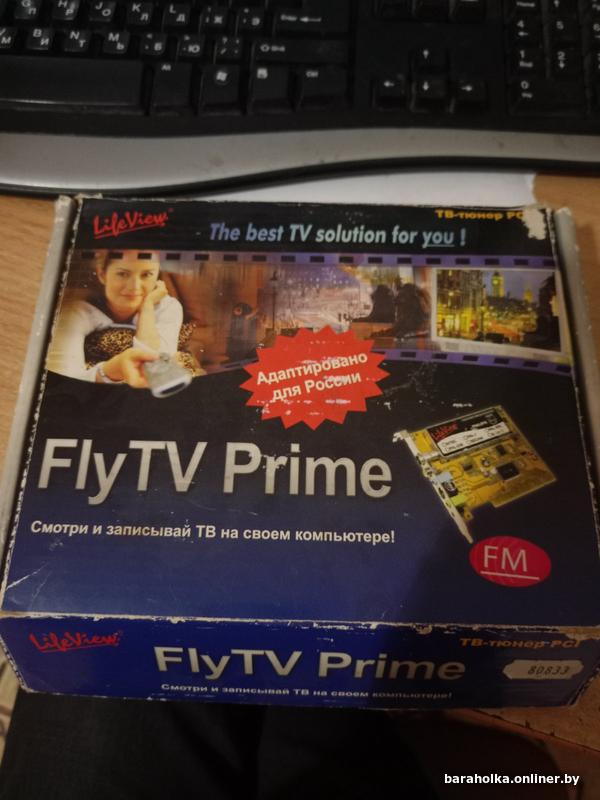 LifeView
ТВ-тюнер PC
The best TV solution for you !
Адаптировано
для России
FlyTV Prime
Смотри и записывай ТВ на своем компьютере!
FM
LifeView
ТВ-тюнер PCI
FlyTV Prime
80833
Смотри и записывай ТВ на своем компьютере!
baraholka.onliner.by